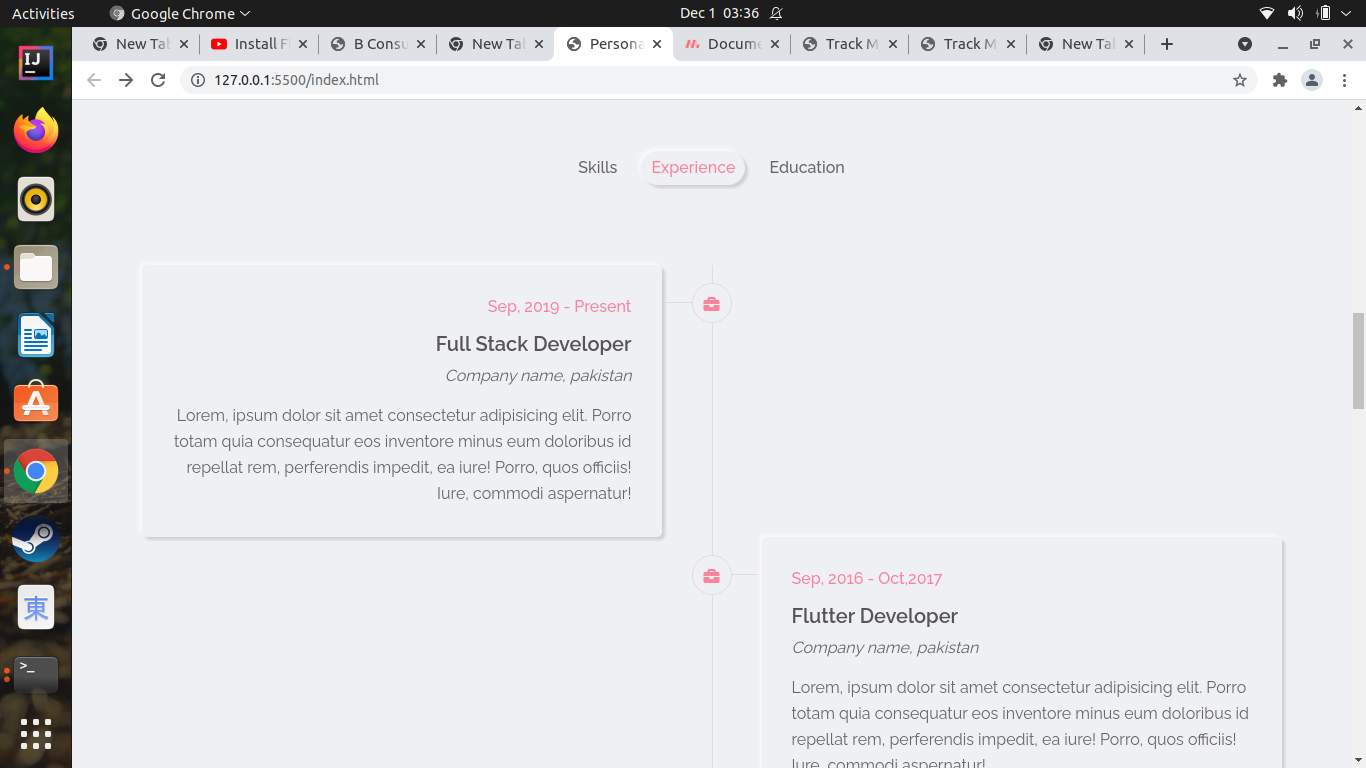 Activities
Google Chrome
Dec 1 03:36
New Tab
Install Fl
B Consu
New Tab
Persona
Docume
Track M
Track M
New Tab
127.0.0.1:5500/index.html
IJ
Skills
Experience
Education
Sep, 2019 - Present
Full Stack Developer
Company name, pakistan
Lorem, ipsum dolor sit amet consectetur adipisicing elit. Porro
totam quia consequatur eos inventore minus eum doloribus id
repellat rem, perferendis impedit, ea iure! Porro, quos officiis!
Iure, commodi aspernatur!
Sep, 2016 - Oct,2017
Flutter Developer
Company name, pakistan
Lorem, ipsum dolor sit amet consectetur adipisicing elit. Porro
totam quia consequatur eos inventore minus eum doloribus id
repellat rem, perferendis impedit, ea iure! Porro, quos officiis!
Iure, commodi aspernatur!
東
>_